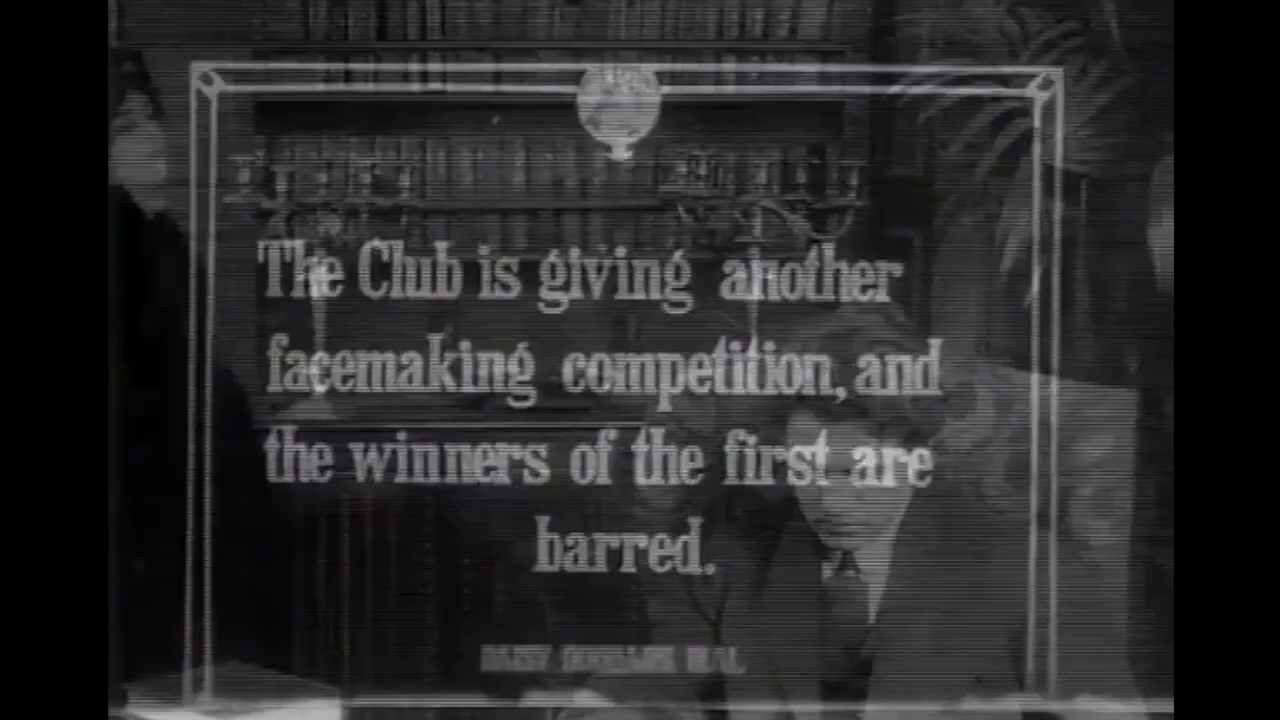 The Club is giving another
facemaking competition, and
the winners of the first are
barred.